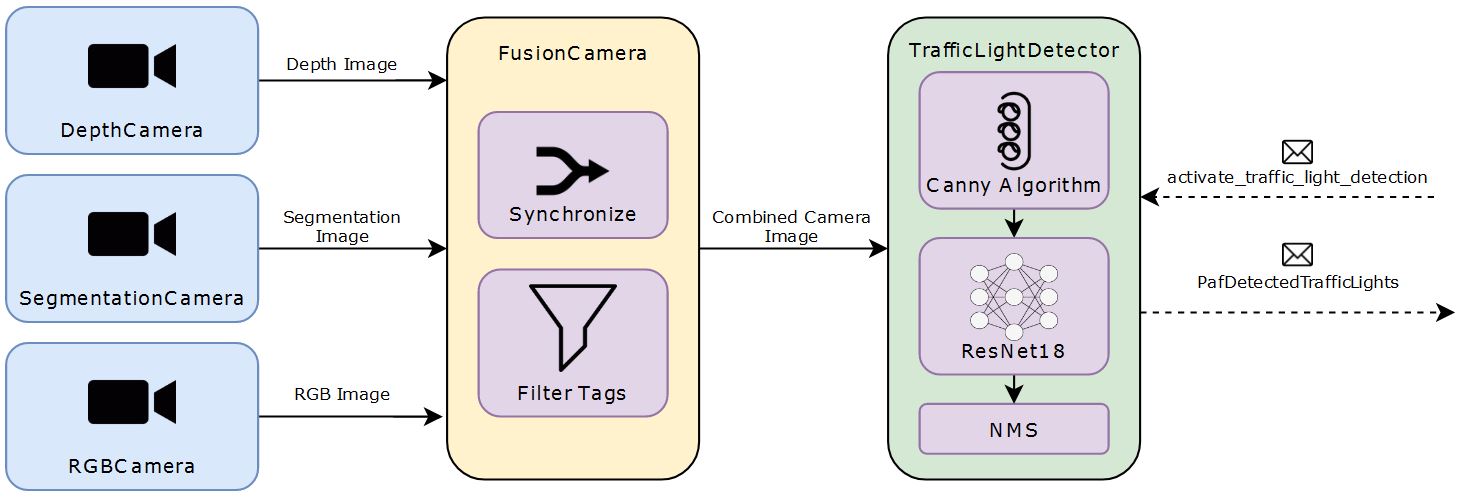 DepthCamera
Depth Image
SegmentationCamera
Segmentation
Image
RGBCamera
RGB Image
FusionCamera
Synchronize
Filter Tags
Combined Camera
Image
TrafficLightDetector
Canny Algorithm
ResNet18
NMS
activate_traffic_light_detection
PafDetectedTrafficLights